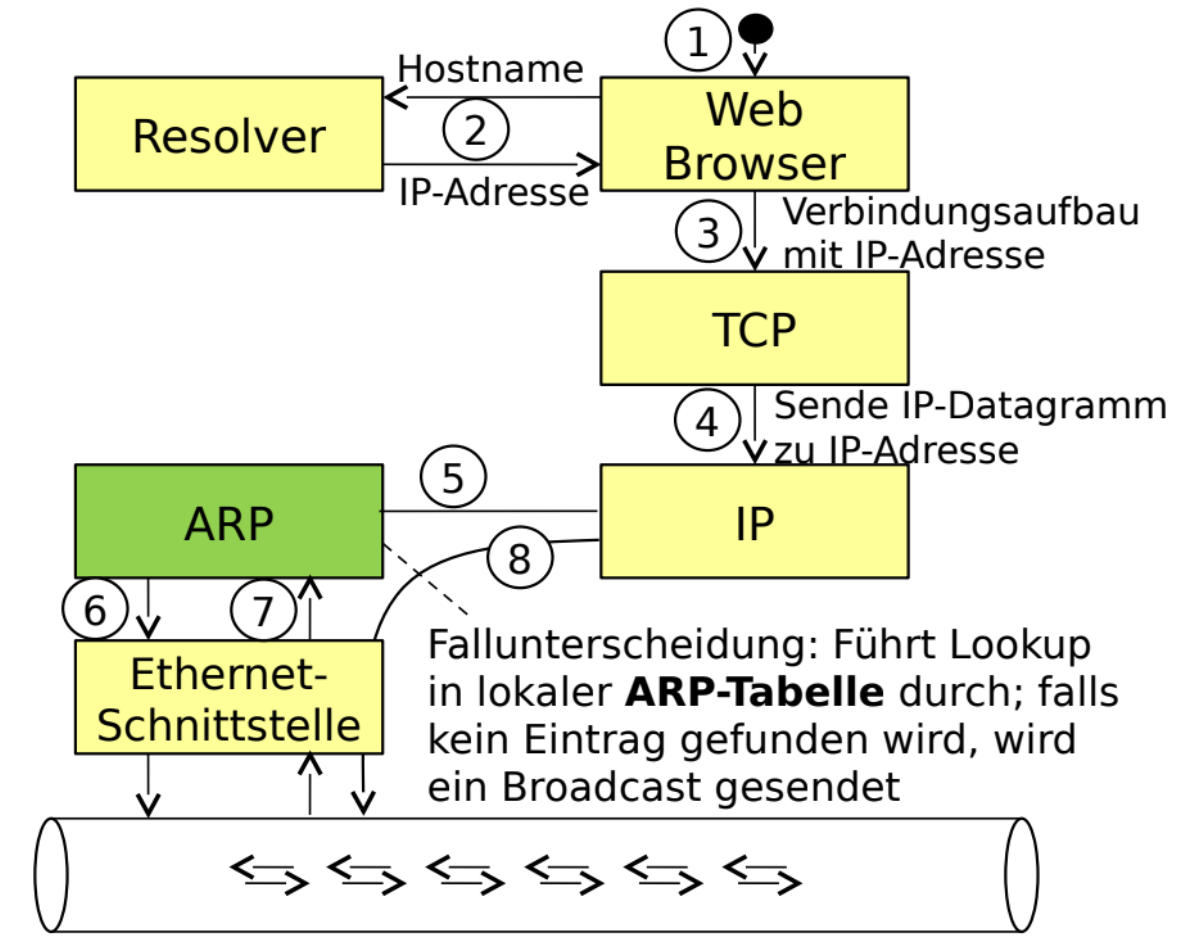 1
Hostname
Resolver
2
Web
Browser
IP-Adresse
3
Verbindungsaufbau
mit IP-Adresse
TCP
4
Sende IP-Datagramm
zu IP-Adresse
ARP
5
IP
8
6
7
Ethernet-
Schnittstelle
Fallunterscheidung: Führt Lookup
in lokaler ARP-Tabelle durch; falls
kein Eintrag gefunden wird, wird
ein Broadcast gesendet